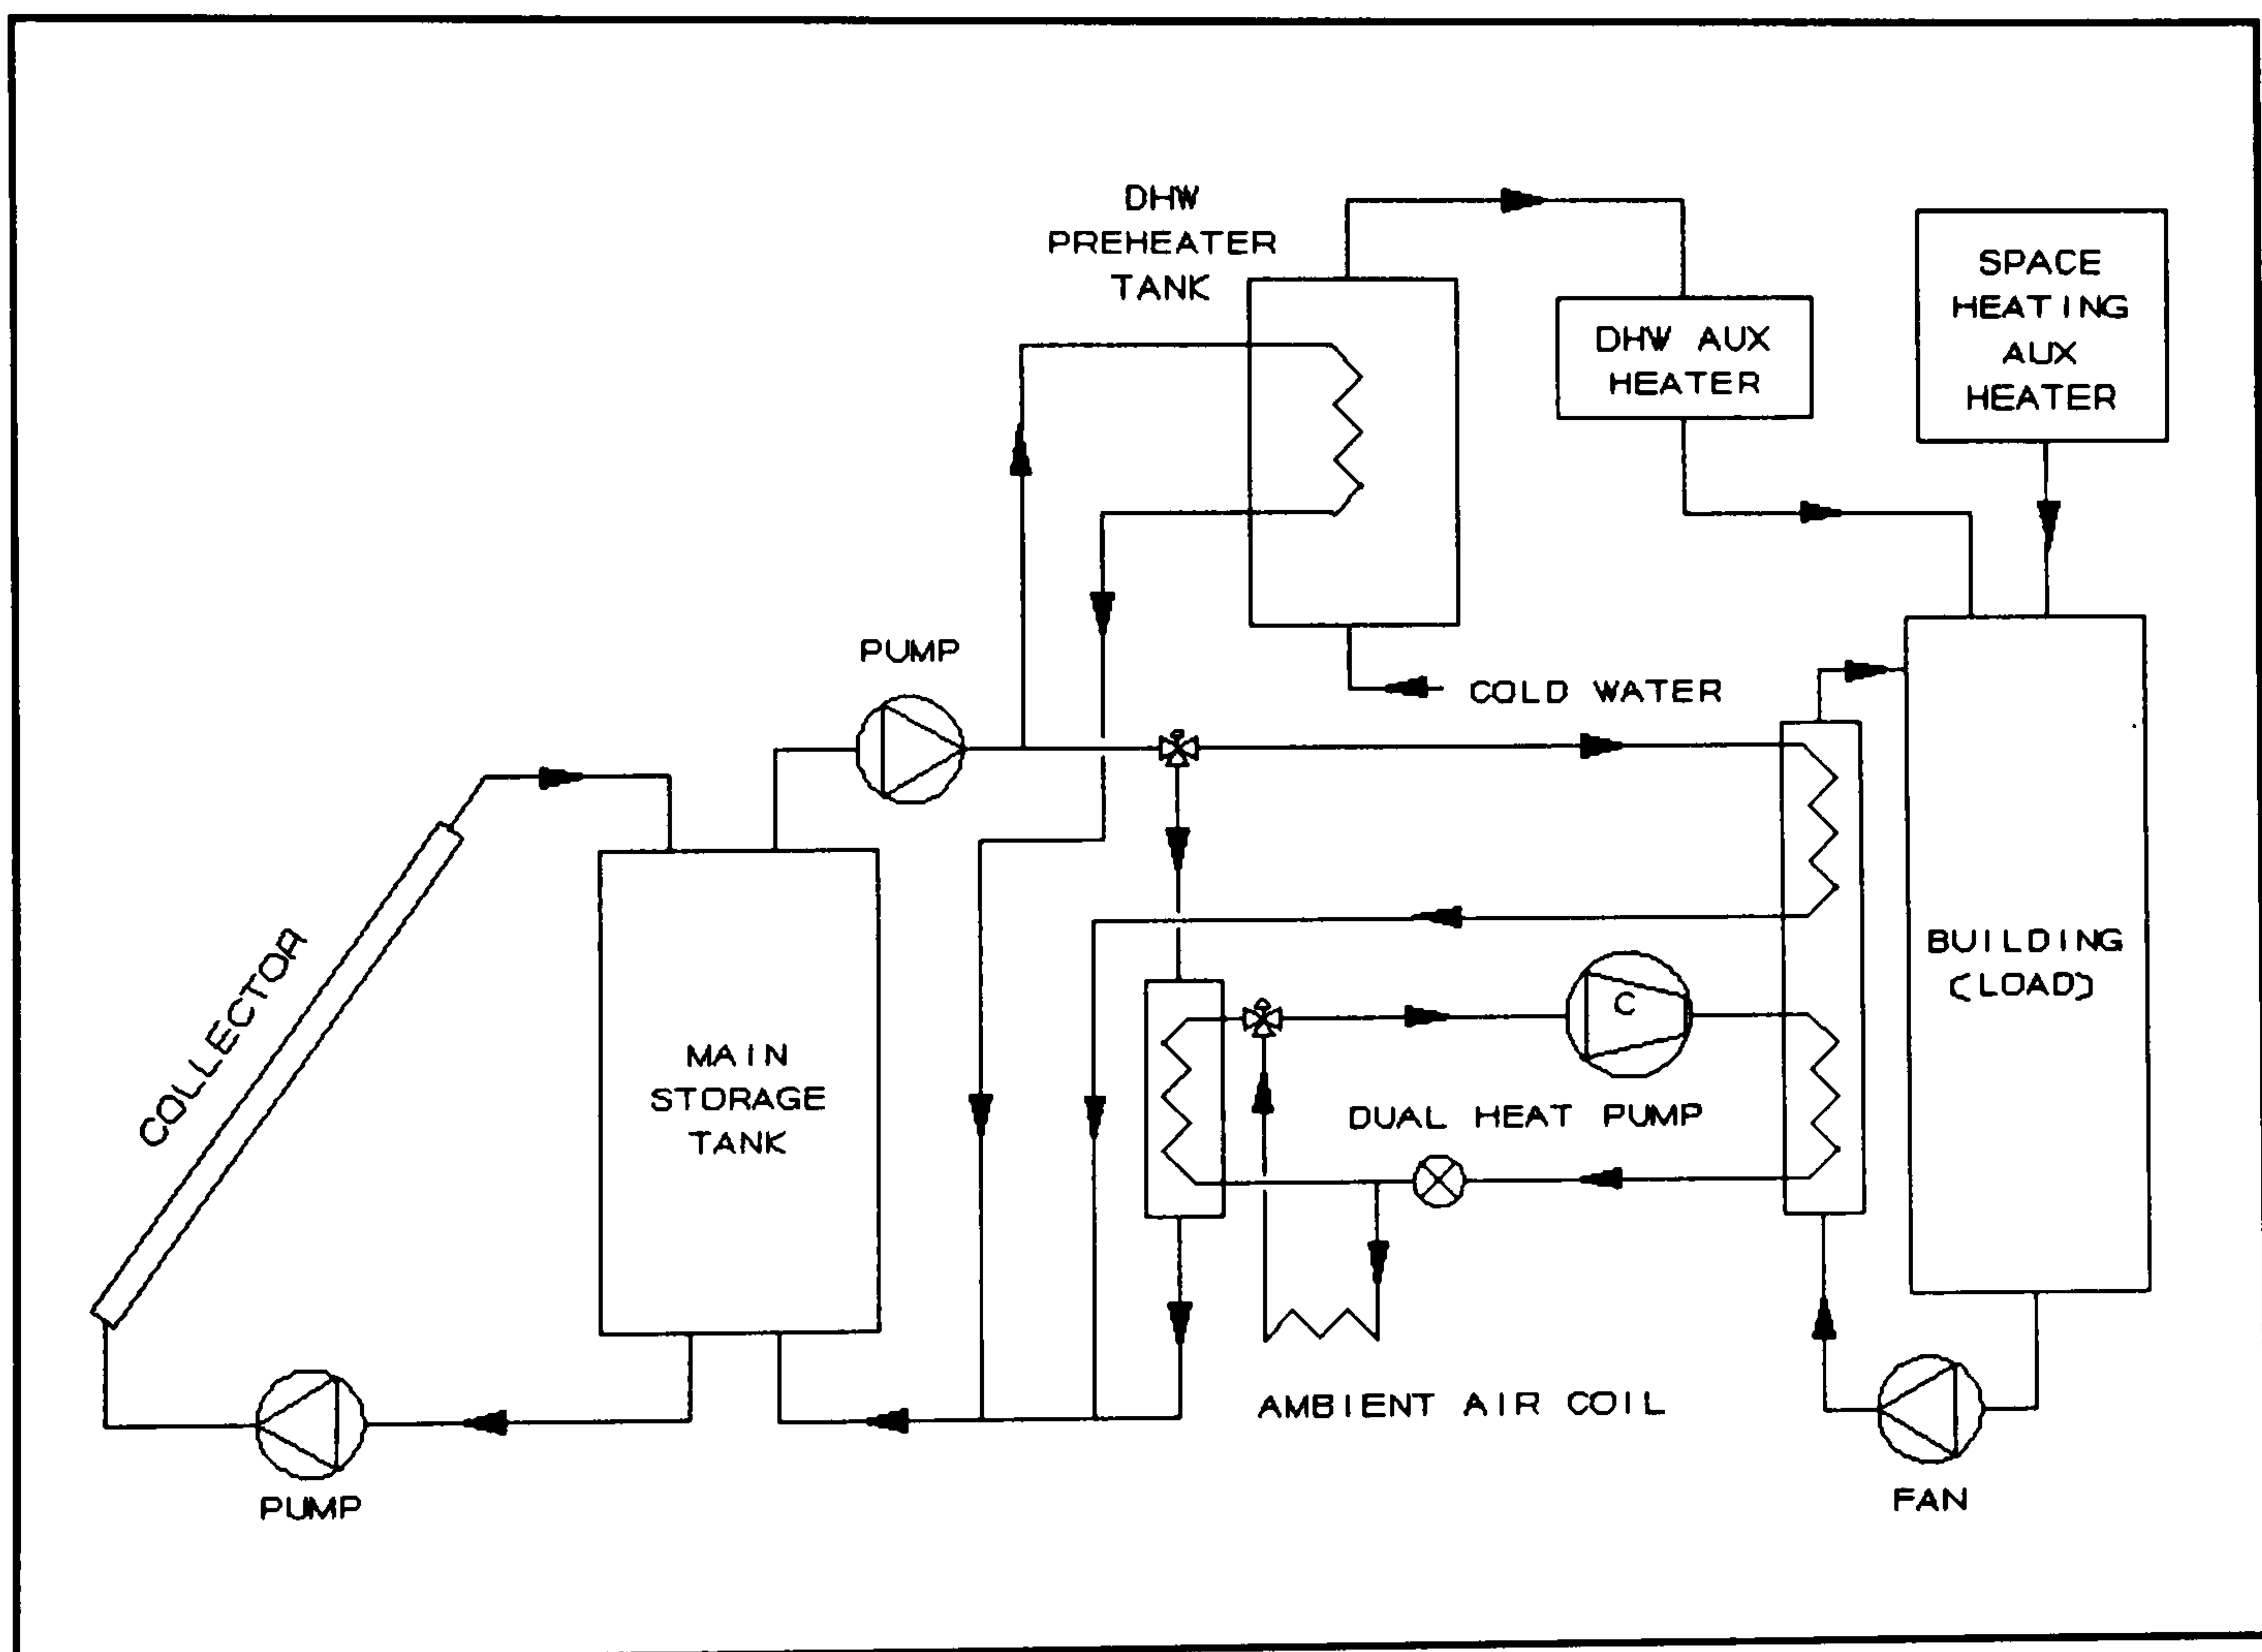 DHW
PREHEATER
TANK
SPACE
HEATING
AUX
HEATER
DHW AUX
HEATER
PUMP
COLD WATER
COLLECTOR
MAIN
STORAGE
TANK
BUILDING
(LOAD)
C
DUAL HEAT PUMP
AMBIENT AIR COIL
PUMP
FAN